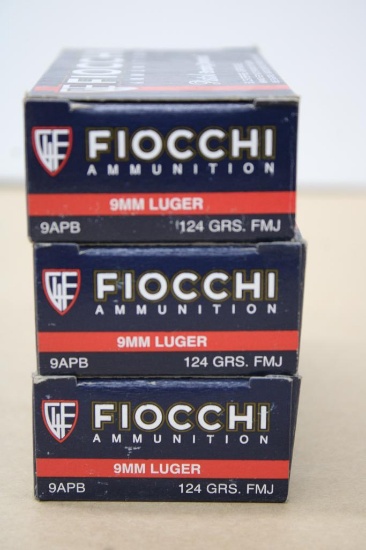 FIOCCHI
FIOCCHI
AMMUNITION
9MM LUGER
9APB 124 GRS. FMJ
FIOCCHI
AMMUNITION
9MM LUGER
9APB 124 GRS. FMJ
FIOCCHI
AMMUNITION
9MM LUGER
9APB 124 GRS. FMJ